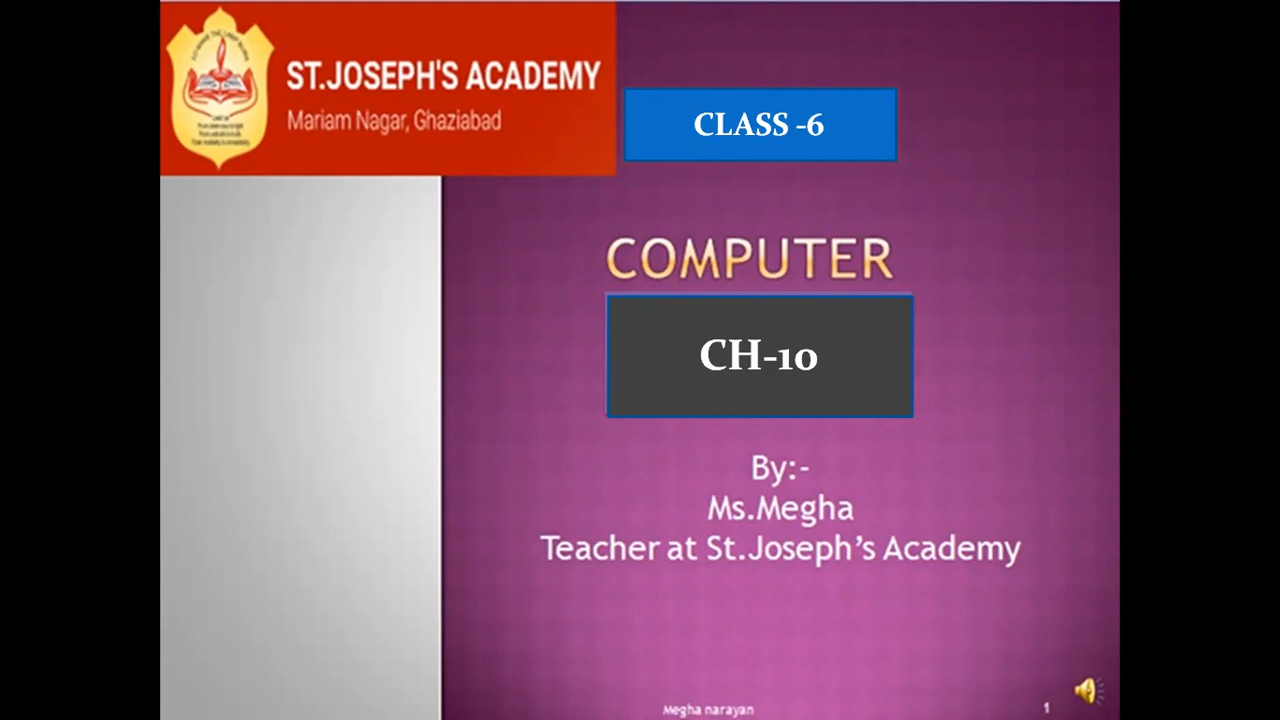 ST.JOSEPH'S ACADEMY
Mariam Nagar, Ghaziabad
CLASS -6
COMPUTER
CH-10
By:-
Ms.Megha
Teacher at St.Joseph’s Academy
Megha narayan
1